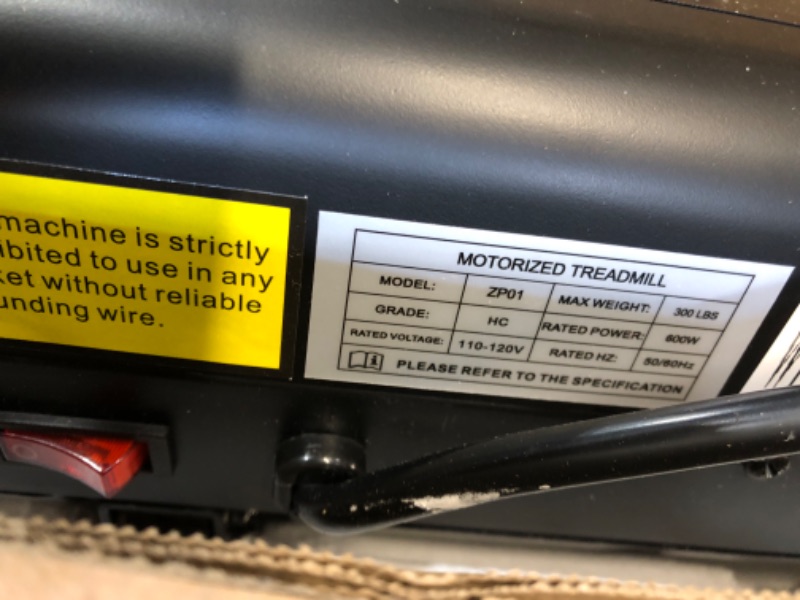 machine is strictly
ibited to use in any
ket without reliable
unding wire.
MOTORIZED TREADMILL
MODEL: ZP01 MAX WEIGHT: 300 LBS
GRADE: HC RATED POWER: 800W
RATED VOLTAGE: 110-120V RATED HZ: 50/60Hz
PLEASE REFER TO THE SPECIFICATION